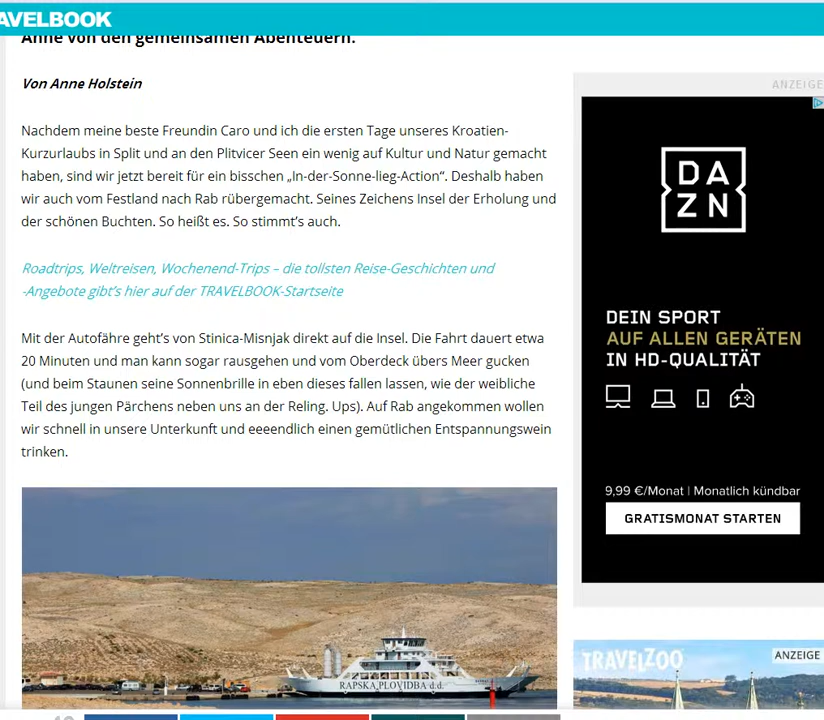 AVELBOOK
Anne von den gemeinsamen Abenteuern.
Von Anne Holstein
Nachdem meine beste Freundin Caro und ich die ersten Tage unseres Kroatien-
Kurzurlaubs in Split und an den Plitvicer Seen ein wenig auf Kultur und Natur gemacht
haben, sind wir jetzt bereit für ein bisschen „In-der-Sonne-lieg-Action“. Deshalb haben
wir auch vom Festland nach Rab rübergemacht. Seines Zeichens Insel der Erholung und
der schönen Buchten. So heißt es. So stimmt’s auch.
Roadtrips, Weltreisen, Wochenend-Trips – die tollsten Reise-Geschichten und
-Angebote gibt’s hier auf der TRAVELBOOK-Startseite
Mit der Autofähre geht’s von Stinica-Misnjak direkt auf die Insel. Die Fahrt dauert etwa
20 Minuten und man kann sogar rausgehen und vom Oberdeck übers Meer gucken
(und beim Staunen seine Sonnenbrille in eben dieses fallen lassen, wie der weibliche
Teil des jungen Pärchens neben uns an der Reling. Ups). Auf Rab angekommen wollen
wir schnell in unsere Unterkunft und eeeendlich einen gemütlichen Entspannungswein
trinken.
RAPSKA PLOVIDBA d.d.
ANZEIGE
DA
ZN
DEIN SPORT
AUF ALLEN GERÄTEN
IN HD-QUALITÄT
9,99 €/Monat | Monatlich kündbar
GRATISMONAT STARTEN
TRAVELZOO
ANZEIGE